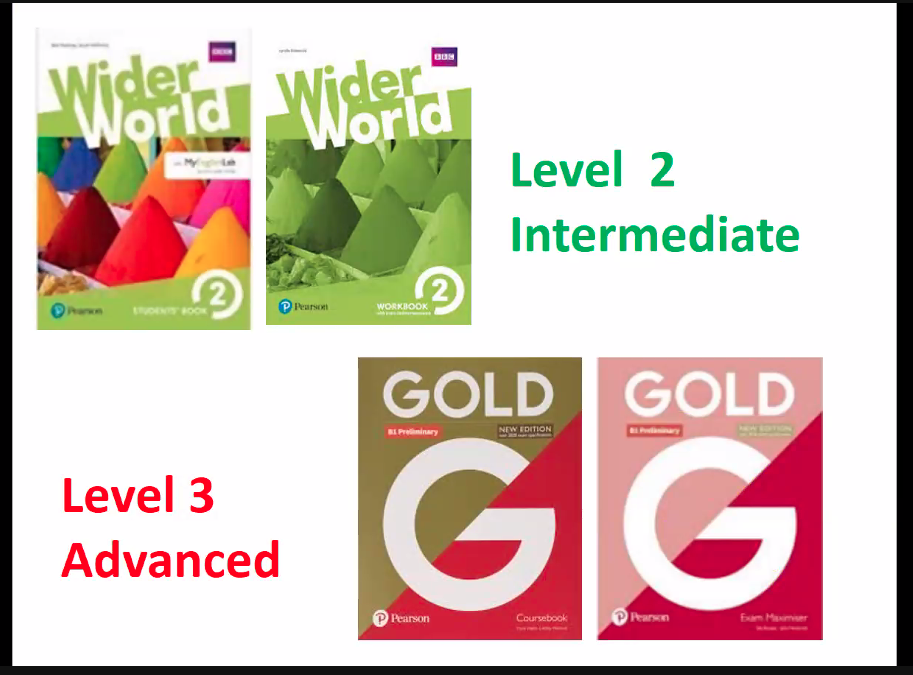 BBC
Wider
World
MyEnglishLab
2
Pearson
STUDENTS' BOOK
BBC
Wider
World
2
Pearson
WORKBOOK
Level 2
Intermediate
Level 3
Advanced
GOLD
B1 Preliminary
NEW EDITION
G
Pearson
Coursebook
GOLD
B1 Preliminary
NEW EDITION
G
Pearson
Exam Maximiser